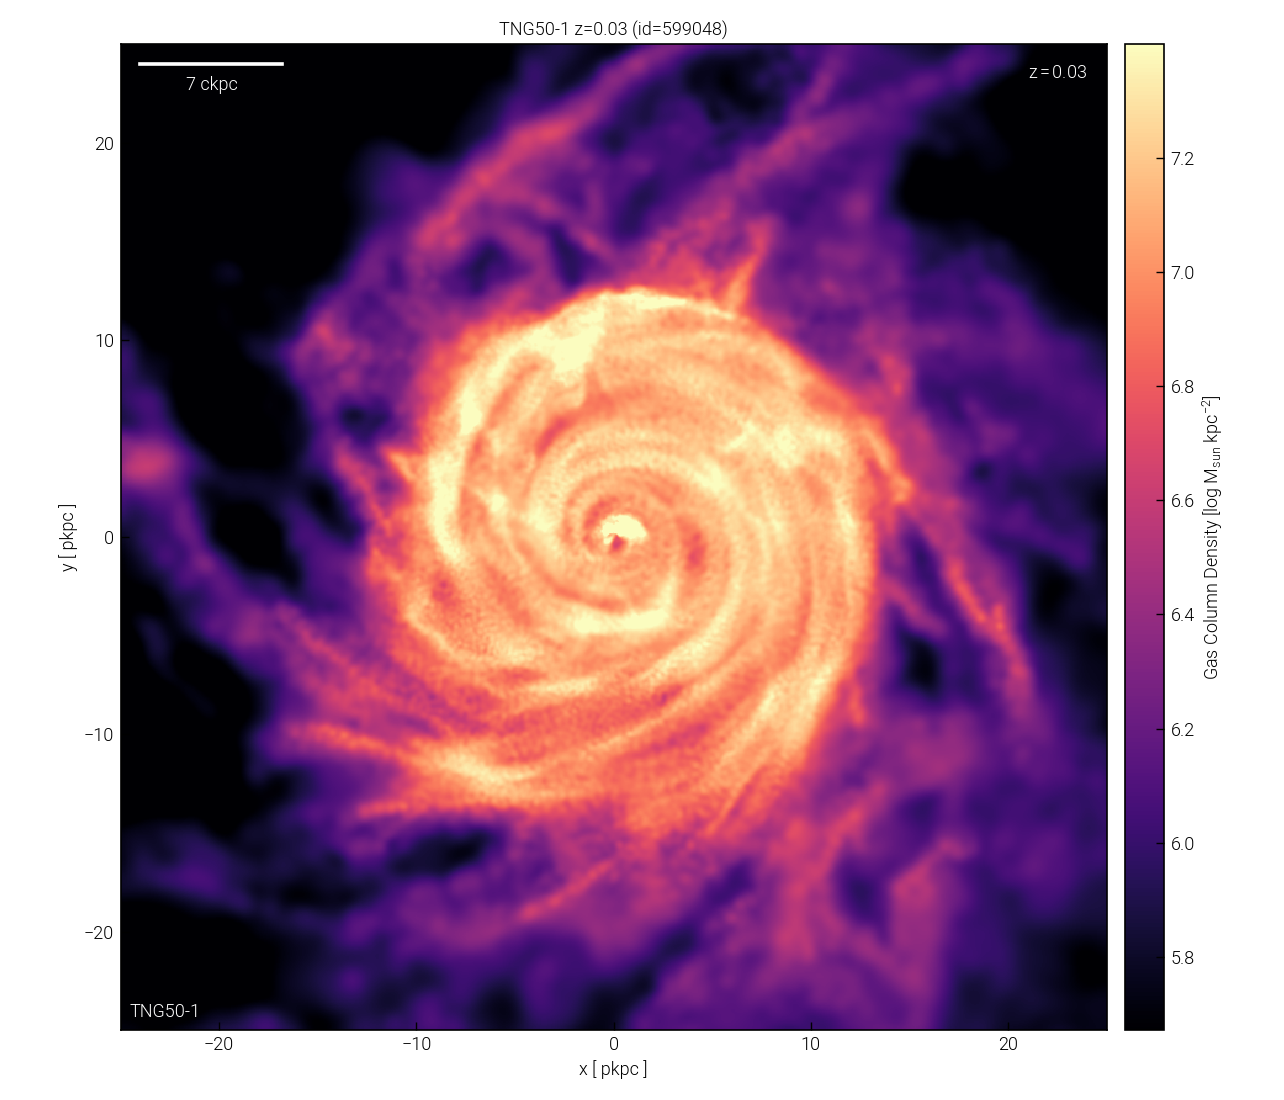 TNG50-1 z=0.03 (id=599048)
7 ckpc
z=0.03
20
10
0
−10
−20
y [ pkpc ]
TNG50-1
−20
−10
0
10
20
x [ pkpc ]
7.2
7.0
6.8
6.6
6.4
6.2
6.0
5.8
Gas Column Density [log M_sun kpc⁻²]